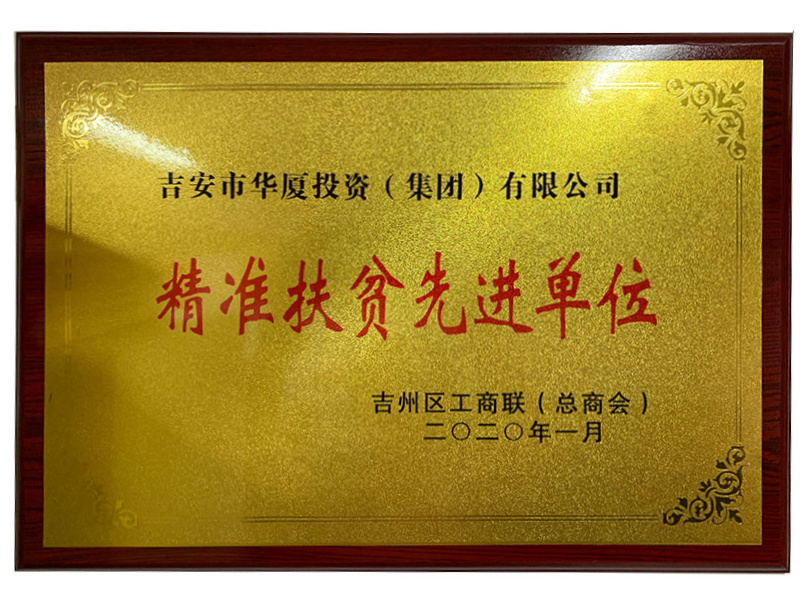 吉安市华厦投资（集团）有限公司
精准扶贫先进单位
吉州区工商联（总商会）
二〇二〇年一月